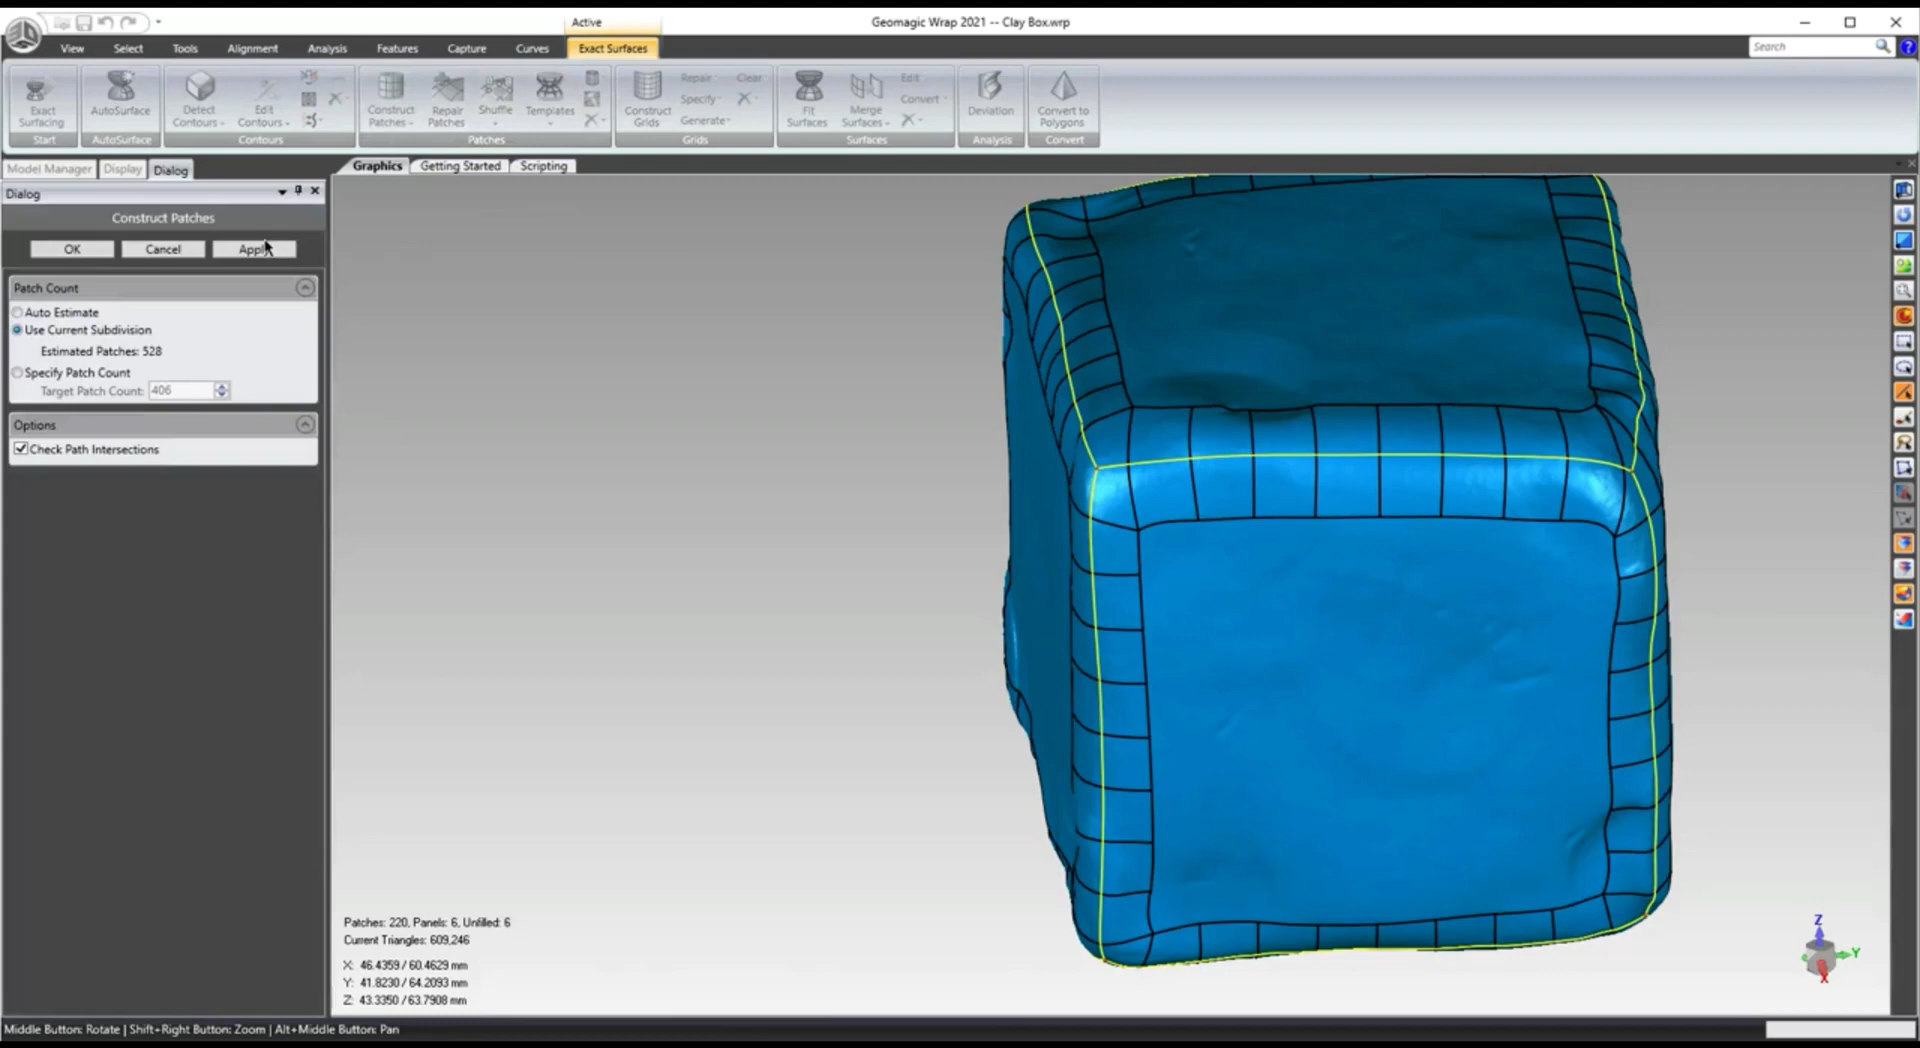 Active
Geomagic Wrap 2021 -- Clay Box.wrp
View Select Tools Alignment Analysis Features Capture Curves Exact Surfaces
Search
Exact Surfacing
Start
AutoSurface
AutoSurface
Detect Contours
Edit Contours
Contours
Construct Patches
Repair Patches
Shuffle
Templates
Patches
Construct Grids
Repair
Clear
Specify
Generate
Grids
Fit Surfaces
Merge Surfaces
Edit
Convert
Surfaces
Deviation
Analysis
Convert to Polygons
Convert
Model Manager Display Dialog
Graphics Getting Started Scripting
Dialog
Construct Patches
OK Cancel Apply
Patch Count
Auto Estimate
Use Current Subdivision
Estimated Patches: 528
Specify Patch Count
Target Patch Count: 406
Options
Check Path Intersections
Patches: 220, Panels: 6, Unfilled: 6
Current Triangles: 609,246
X: 46.4359 / 60.4629 mm
Y: 41.8230 / 64.2093 mm
Z: 43.3350 / 63.7908 mm
Z
Y
X
Middle Button: Rotate | Shift+Right Button: Zoom | Alt+Middle Button: Pan